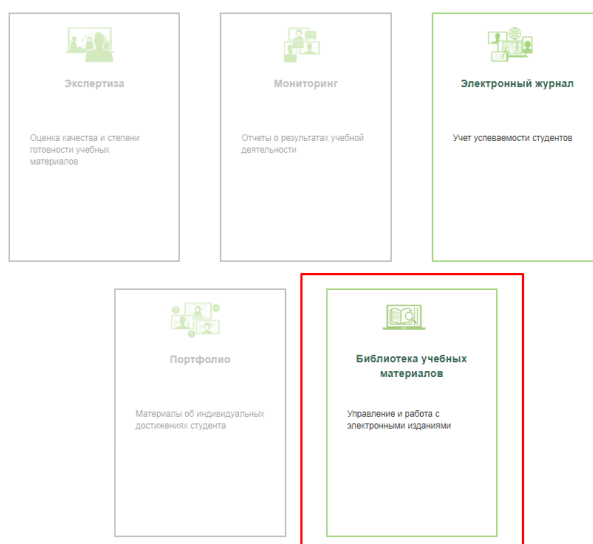 Экспертиза
Оценка качества и степени
готовности учебных
материалов
Мониторинг
Отчеты о результатах учебной
деятельности
Электронный журнал
Учет успеваемости студентов
Портфолио
Материалы об индивидуальных
достижениях студента
Библиотека учебных
материалов
Управление и работа с
электронными изданиями